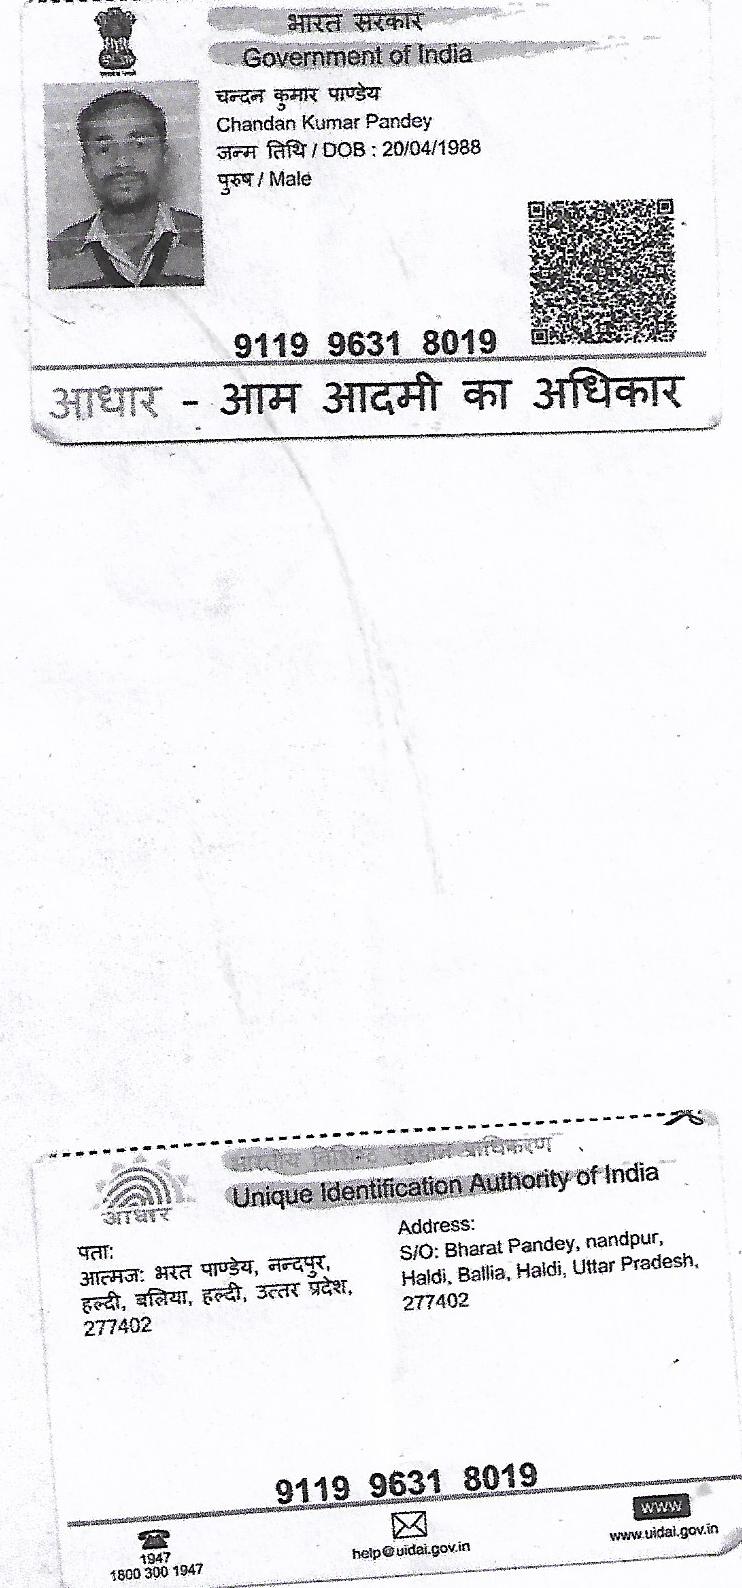 भारत सरकार
Government of India
चन्दन कुमार पाण्डेय
Chandan Kumar Pandey
जन्म तिथि / DOB : 20/04/1988
पुरुष / Male
9119 9631 8019
आधार - आम आदमी का अधिकार
भारतीय विशिष्ट पहचान प्राधिकरण
Unique Identification Authority of India
आधार
पता:
आत्मजः भरत पाण्डेय, नन्दपुर,
हल्दी, बलिया, हल्दी, उत्तर प्रदेश,
277402
Address:
S/O: Bharat Pandey, nandpur,
Haldi, Ballia, Haldi, Uttar Pradesh,
277402
9119 9631 8019
1947
1800 300 1947
help@uidai.gov.in
www
www.uidai.gov.in